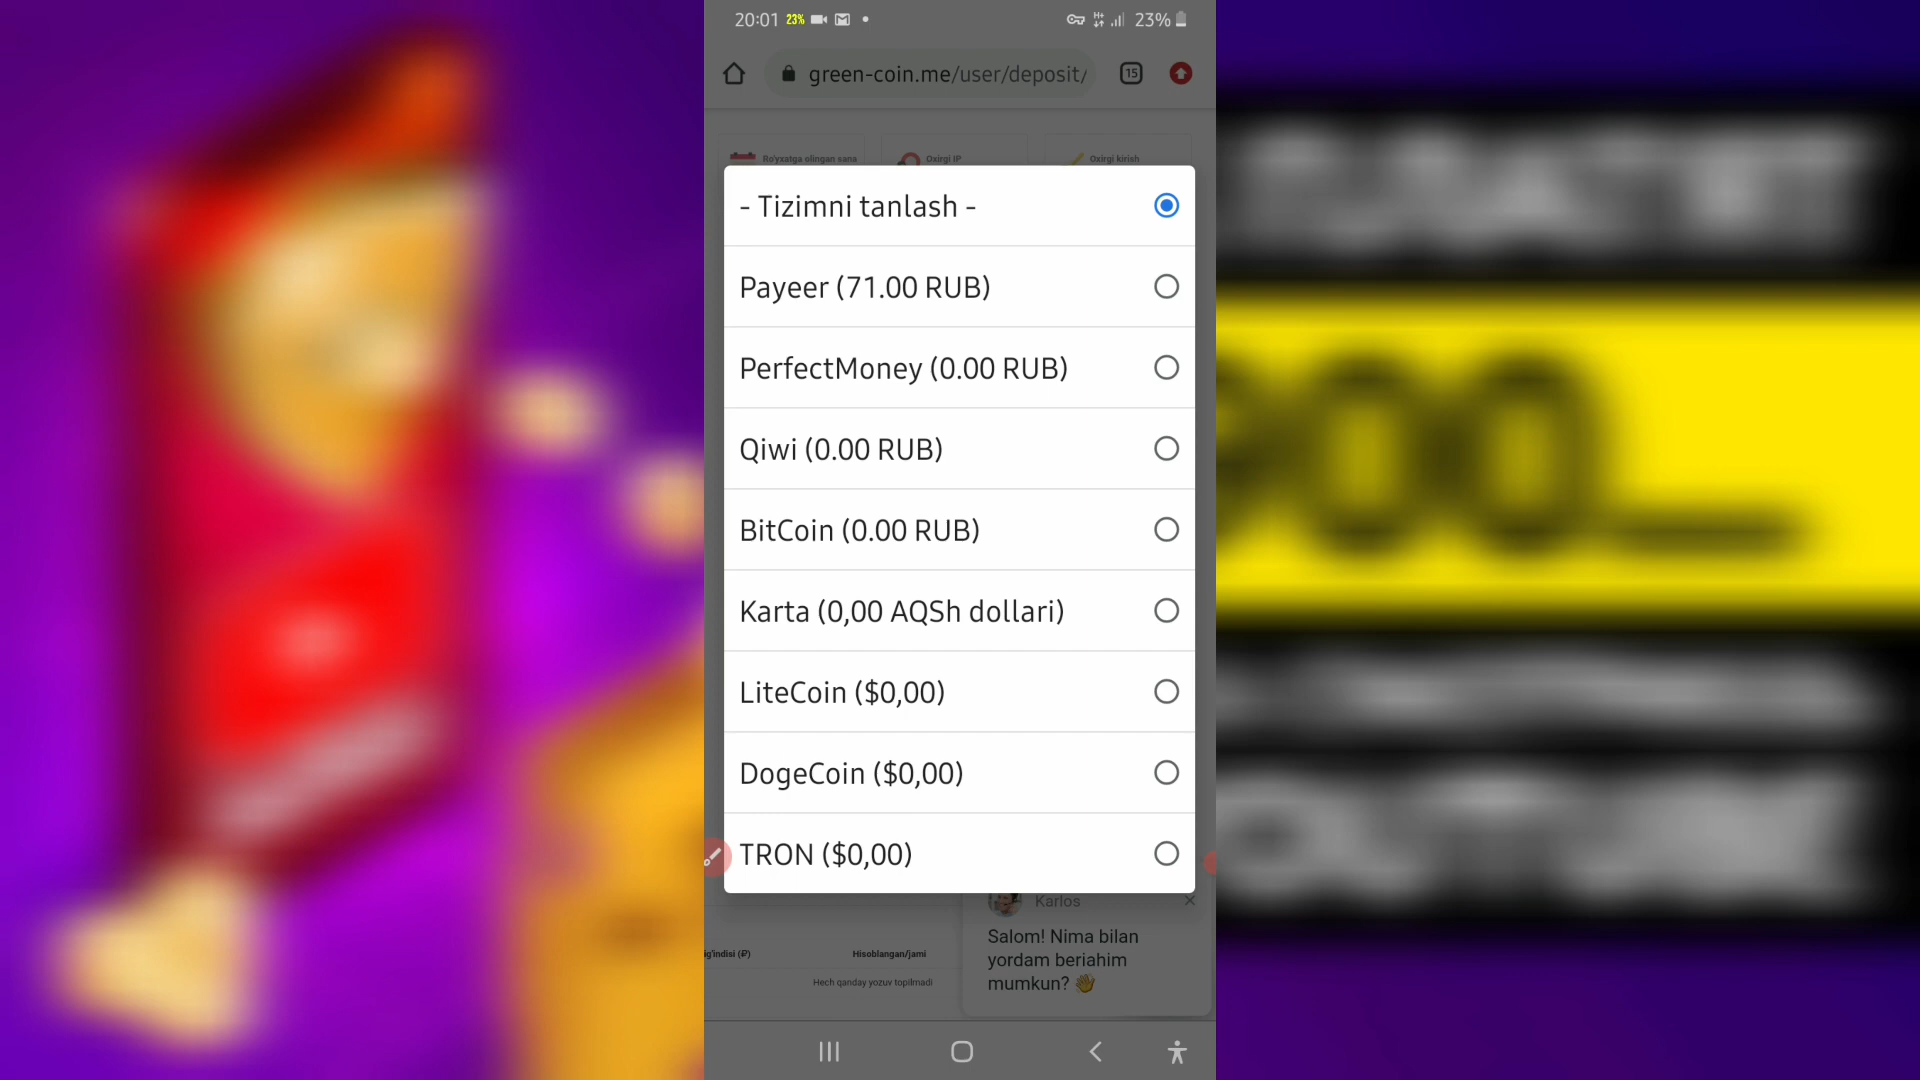 20:01 23% 23%
green-coin.me/user/deposit/ 15
Ro'yxatga olingan sana Oxirgi IP Oxirgi kirish
- Tizimni tanlash -
Payeer (71.00 RUB)
PerfectMoney (0.00 RUB)
Qiwi (0.00 RUB)
BitCoin (0.00 RUB)
Karta (0,00 AQSh dollari)
LiteCoin ($0,00)
DogeCoin ($0,00)
TRON ($0,00)
Karlos
Salom! Nima bilan
yordam beriahim
mumkun? 👋
ig'indisi (₽) Hisoblangan/jami
Hech qanday yozuv topilmadi